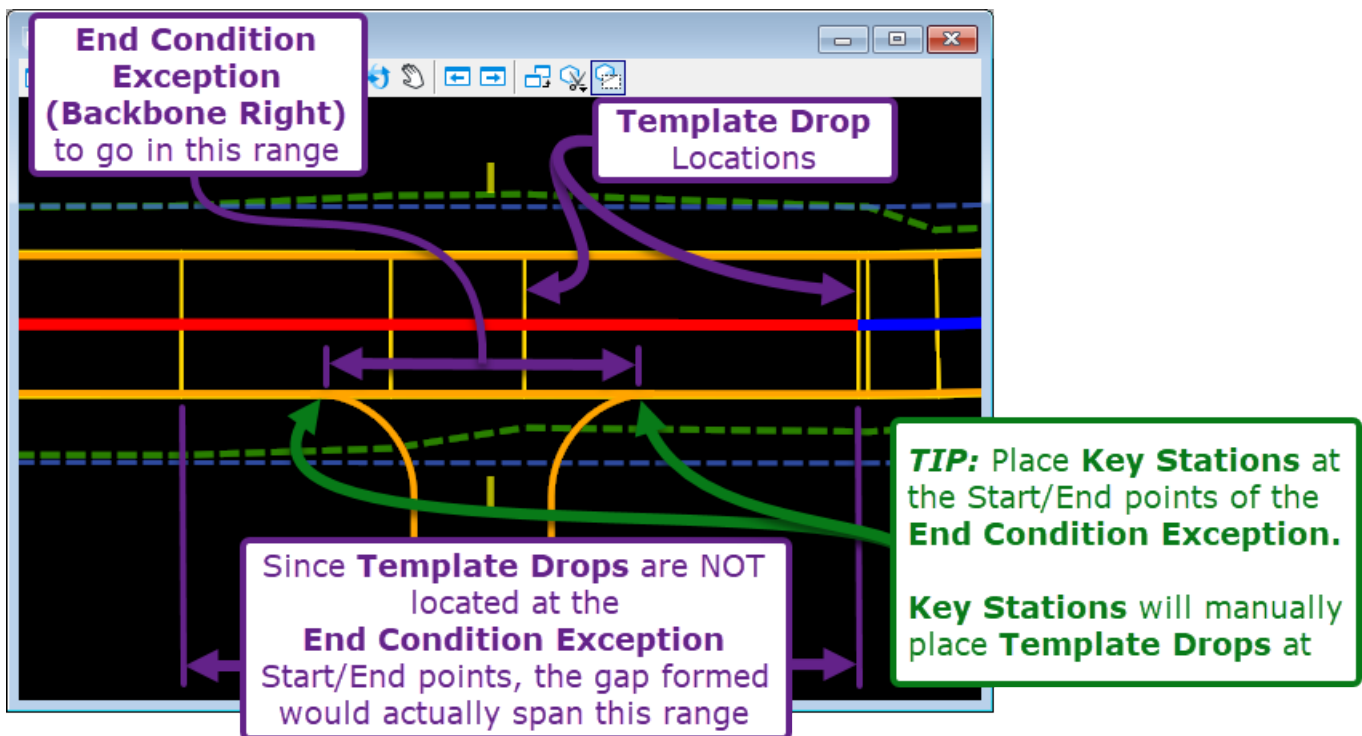 End Condition
Exception
(Backbone Right)
to go in this range
Template Drop
Locations
Since Template Drops are NOT
located at the
End Condition Exception
Start/End points, the gap formed
would actually span this range
TIP: Place Key Stations at
the Start/End points of the
End Condition Exception.
Key Stations will manually
place Template Drops at